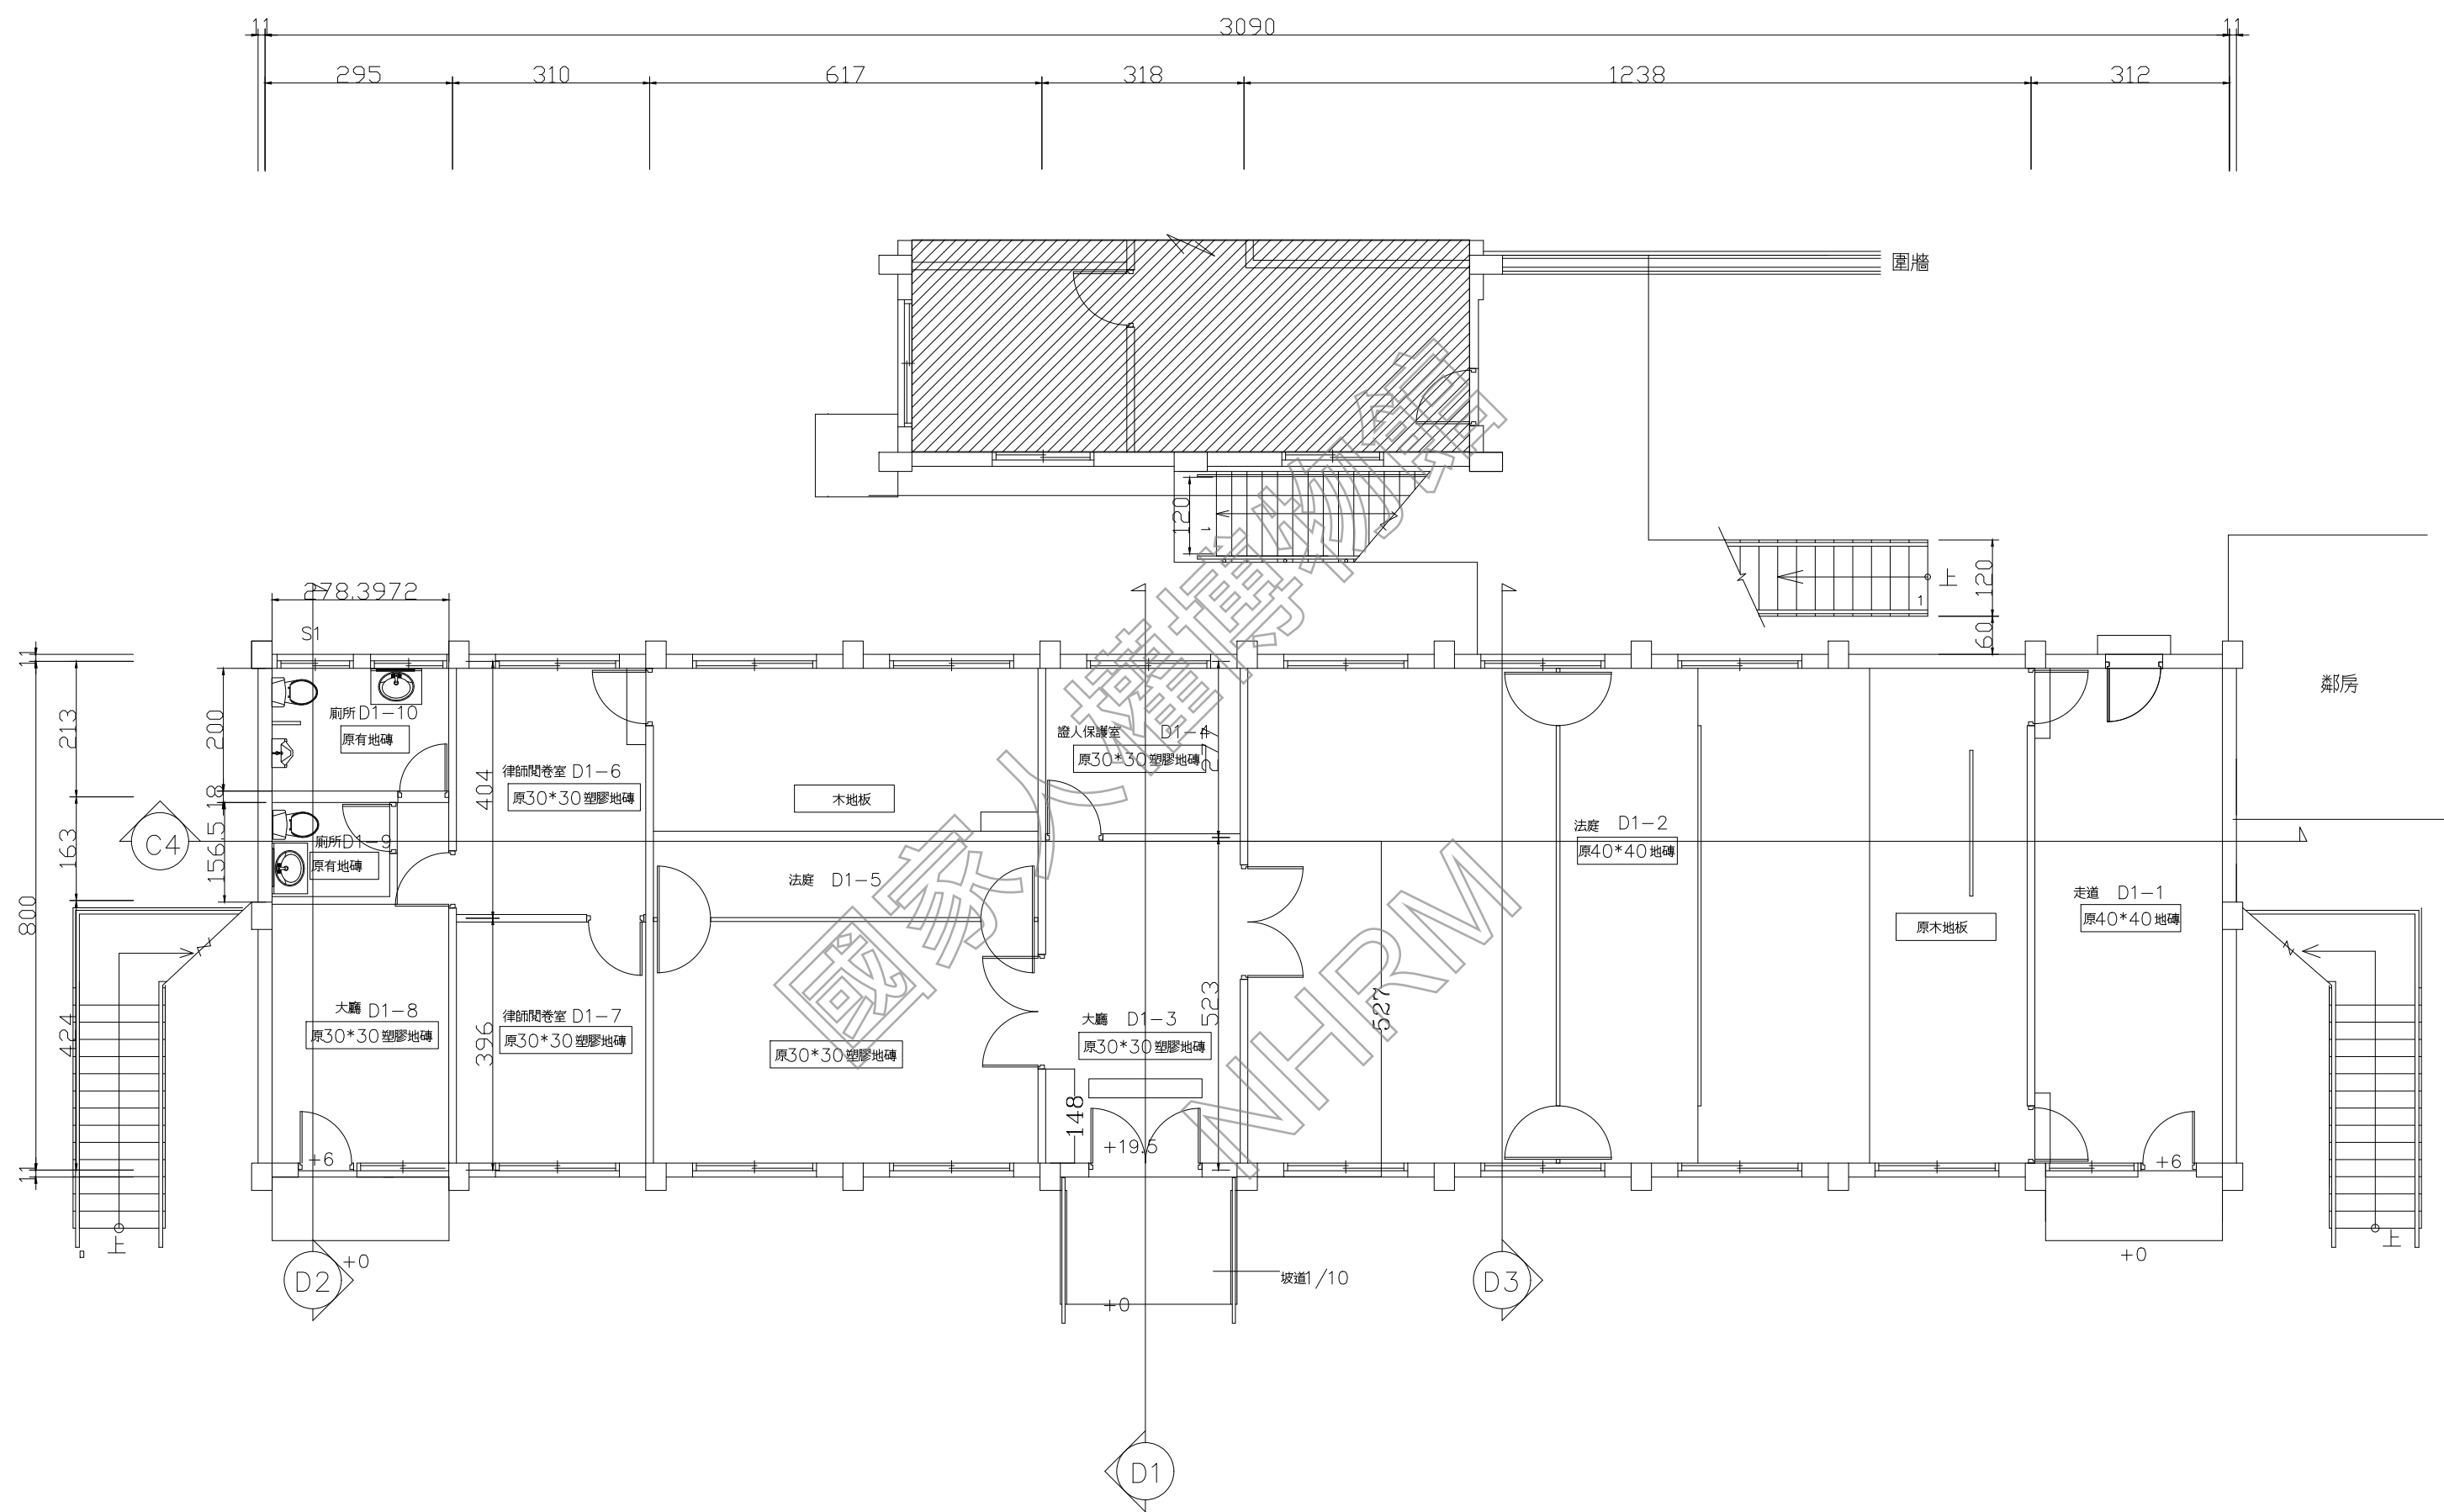 11 3090 11
295 310 617 318 1238 312
圍牆
120
1
上
1
120
60
278.3972
S1
11
213
200
18
163
156.5
800
424
11
C4
廁所 D1-10
原有地磚
廁所D1-9
原有地磚
律師閱卷室 D1-6
原30*30塑膠地磚
404
木地板
證人保護室 D1-4
原30*30塑膠地磚
法庭 D1-5
法庭 D1-2
原40*40地磚
鄰房
走道 D1-1
原40*40地磚
原木地板
大廳 D1-8
原30*30塑膠地磚
律師閱卷室 D1-7
原30*30塑膠地磚
396
原30*30塑膠地磚
大廳 D1-3
原30*30塑膠地磚
523
527
148
+19.5
+6
+6
上
上
+0
+0
+0
坡道1/10
D2
D3
D1
國家人權博物館
NHRM